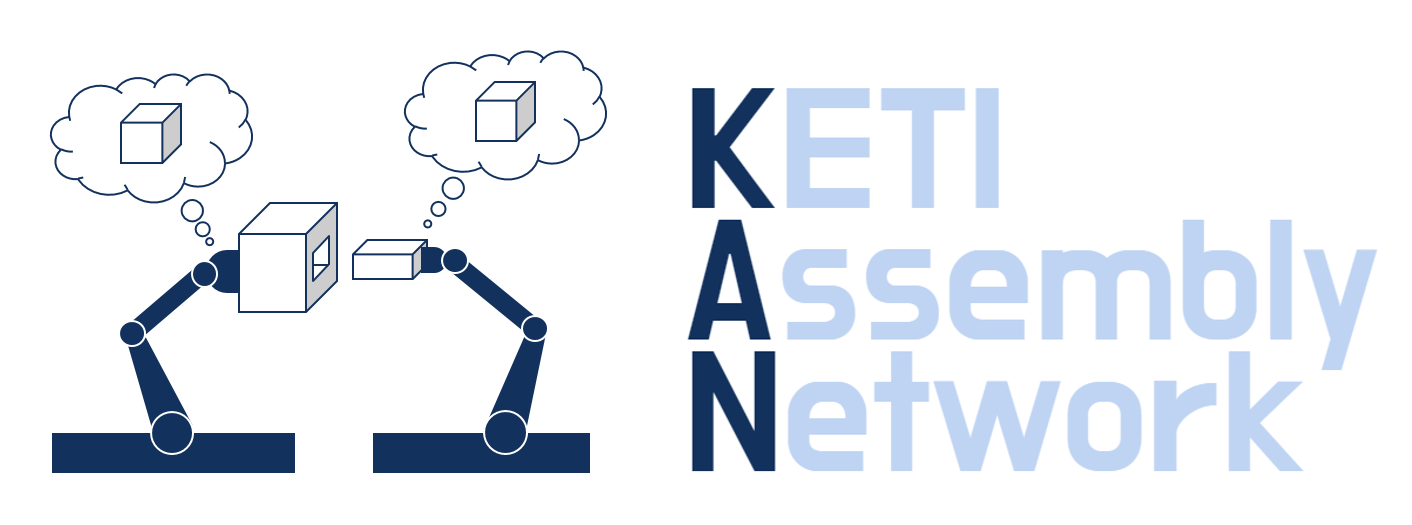 KETI
Assembly
Network